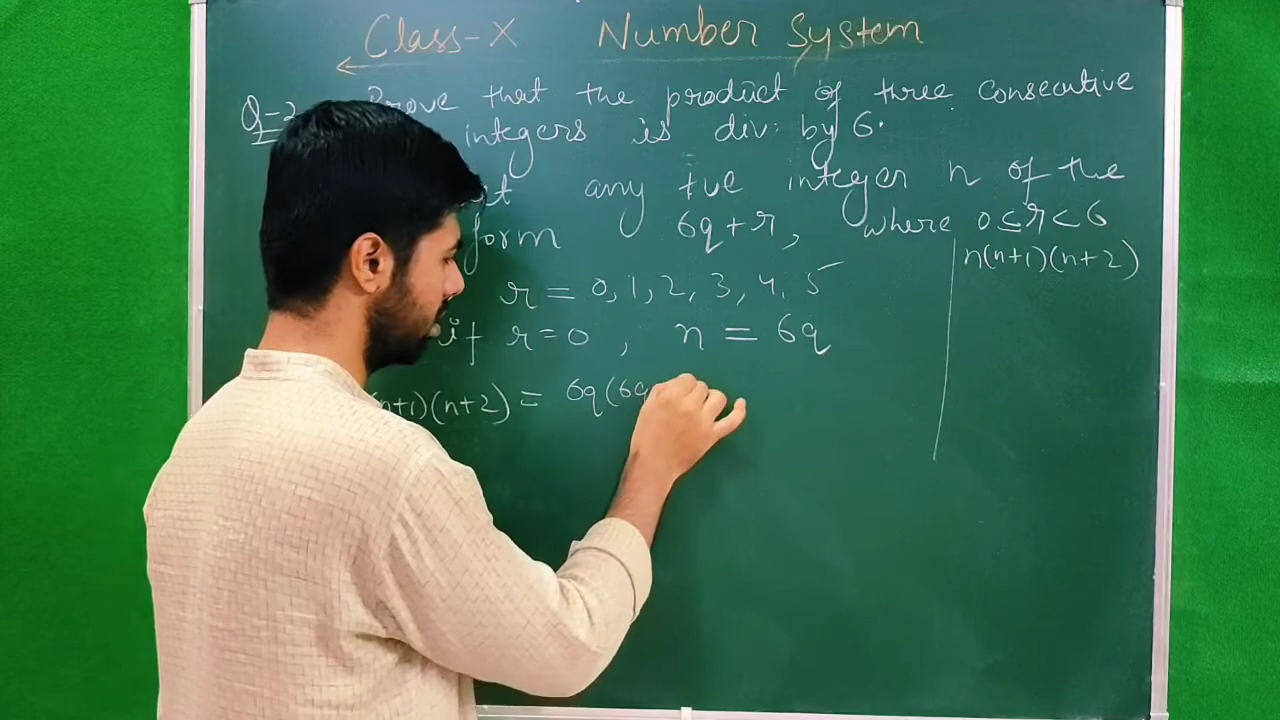 Class-X Number System
Q-2 Prove that the product of three consecutive
integers is div: by 6.
any +ve integer n of the
form 6q+r, where 0≤r<6
n(n+1)(n+2)
r = 0, 1, 2, 3, 4, 5
if r=0, n = 6q
(n+1)(n+2) = 6q(6q